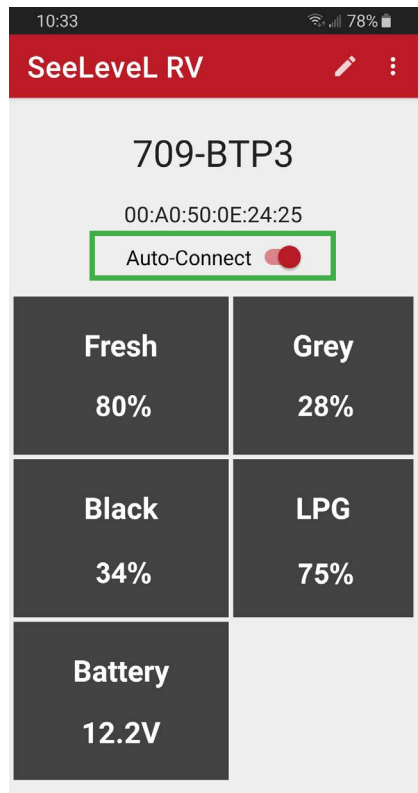 10:33 78%
SeeLeveL RV
709-BTP3
00:A0:50:0E:24:25
Auto-Connect
Fresh Grey
80% 28%
Black LPG
34% 75%
Battery
12.2V